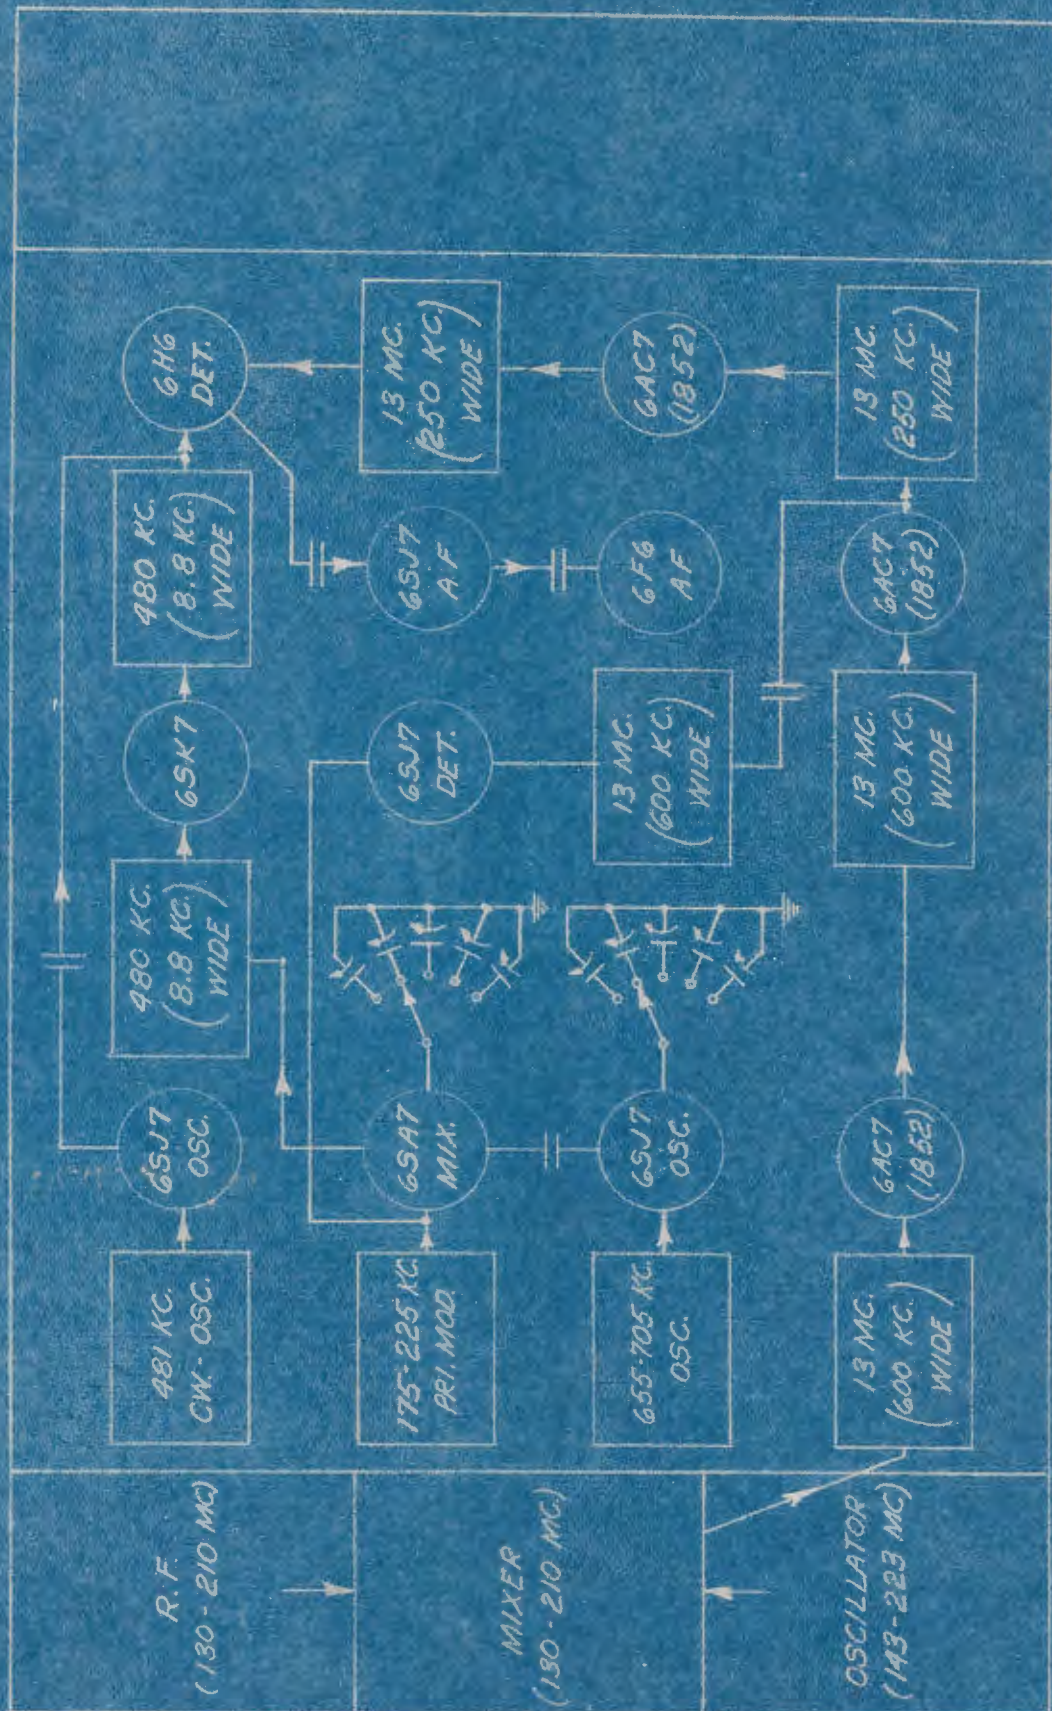 R.F.
(130-210 MC)
481 KC.
CW.-OSC.
6SJ7
OSC.
480 KC.
(8.8 KC.
WIDE)
6SK7
480 KC.
(8.8 KC.
WIDE)
6H6
DET.
175-225 KC.
PRI. MOD.
6SA7
MIX.
6SJ7
DET.
6SJ7
A.F
13 MC.
(250 KC.
WIDE)
MIXER
(130-210 MC)
655-705 KC.
OSC.
6SJ7
OSC.
13 MC.
(600 KC.
WIDE)
6F6
AF
6AC7
(1852)
OSCILLATOR
(143-223 MC)
13 MC.
(600 KC.
WIDE)
6AC7
(1852)
13 MC.
(600 KC.
WIDE)
6AC7
(1852)
13 MC.
(250 KC.
WIDE)